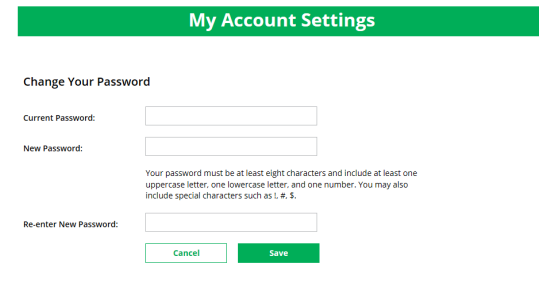 My Account Settings
Change Your Password
Current Password:
New Password:
Your password must be at least eight characters and include at least one
uppercase letter, one lowercase letter, and one number. You may also
include special characters such as !, #, $.
Re-enter New Password:
Cancel
Save